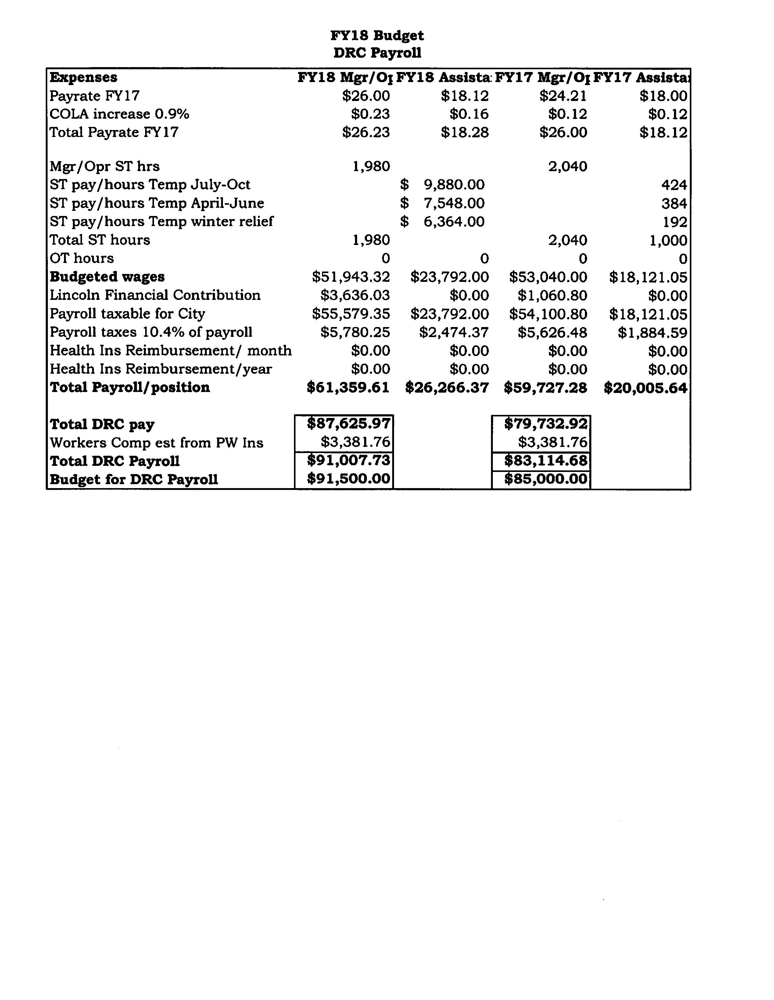 FY18 Budget
DRC Payroll
Expenses FY18 Mgr/Op FY18 Assista FY17 Mgr/Op FY17 Assista
Payrate FY17 $26.00 $18.12 $24.21 $18.00
COLA increase 0.9% $0.23 $0.16 $0.12 $0.12
Total Payrate FY17 $26.23 $18.28 $26.00 $18.12
Mgr/Opr ST hrs 1,980 2,040
ST pay/hours Temp July-Oct $ 9,880.00 424
ST pay/hours Temp April-June $ 7,548.00 384
ST pay/hours Temp winter relief $ 6,364.00 192
Total ST hours 1,980 2,040 1,000
OT hours 0 0 0 0
Budgeted wages $51,943.32 $23,792.00 $53,040.00 $18,121.05
Lincoln Financial Contribution $3,636.03 $0.00 $1,060.80 $0.00
Payroll taxable for City $55,579.35 $23,792.00 $54,100.80 $18,121.05
Payroll taxes 10.4% of payroll $5,780.25 $2,474.37 $5,626.48 $1,884.59
Health Ins Reimbursement/ month $0.00 $0.00 $0.00 $0.00
Health Ins Reimbursement/year $0.00 $0.00 $0.00 $0.00
Total Payroll/position $61,359.61 $26,266.37 $59,727.28 $20,005.64
Total DRC pay $87,625.97 $79,732.92
Workers Comp est from PW Ins $3,381.76 $3,381.76
Total DRC Payroll $91,007.73 $83,114.68
Budget for DRC Payroll $91,500.00 $85,000.00